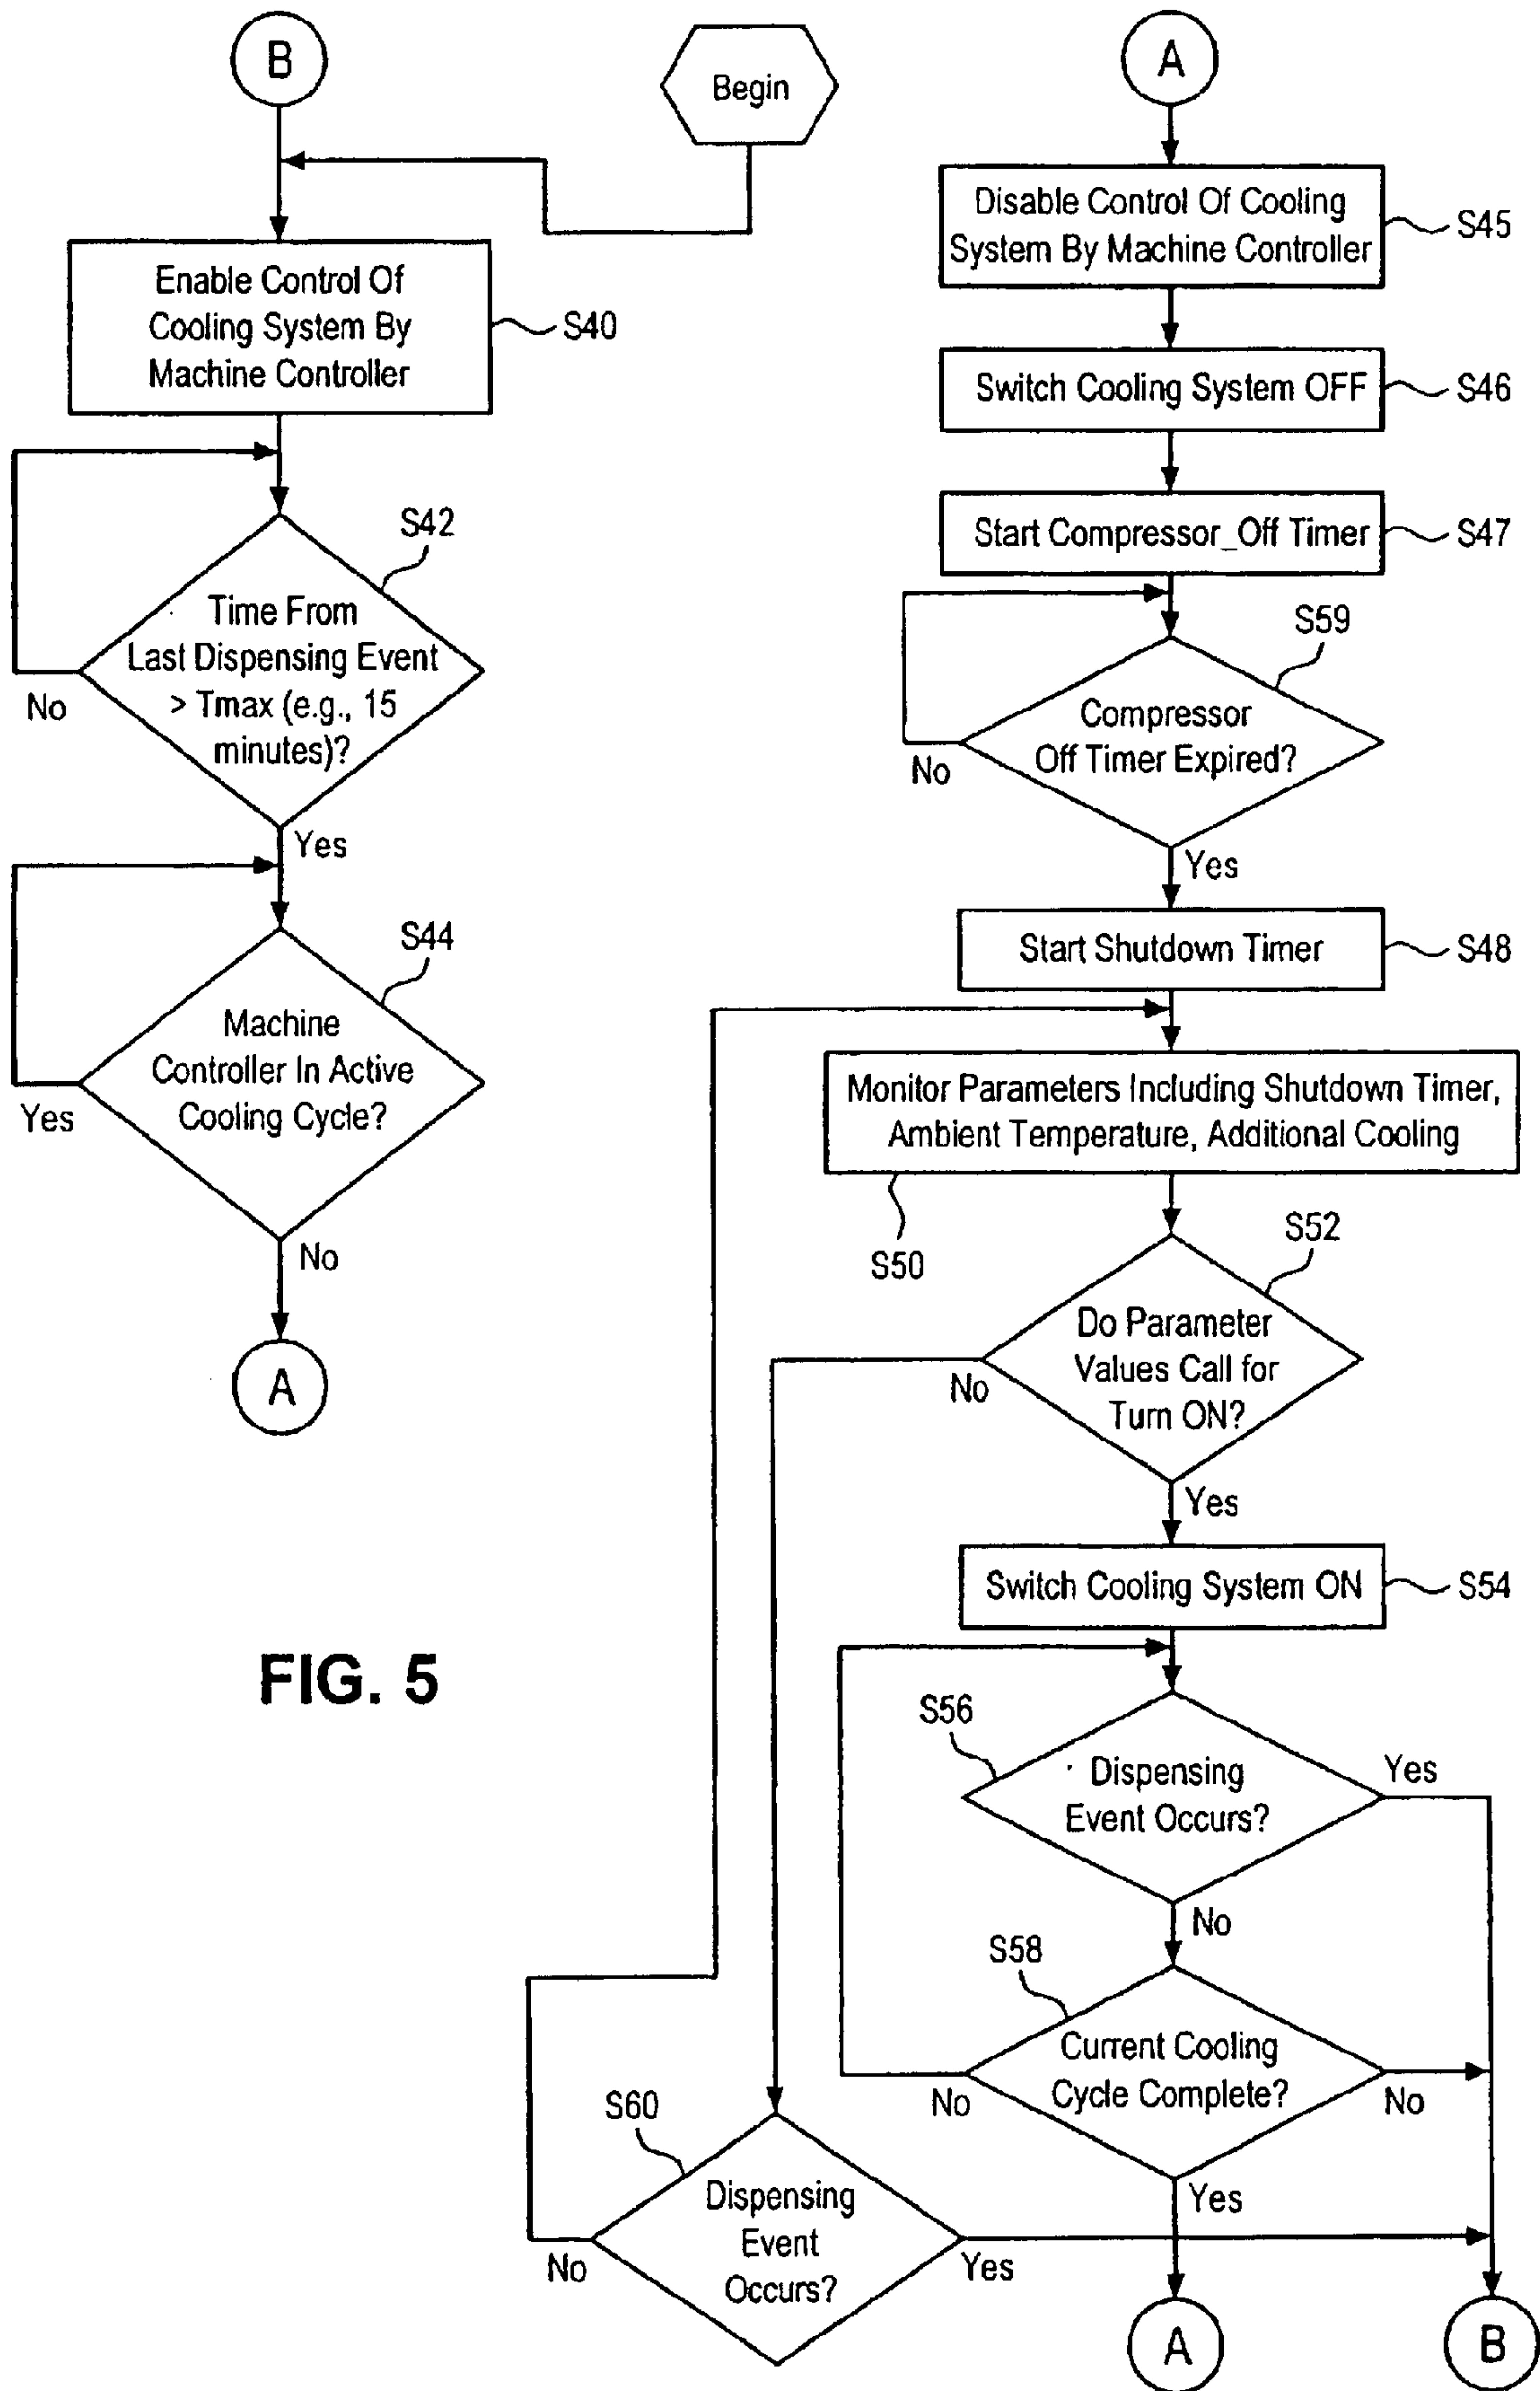 B
Begin
Enable Control Of
Cooling System By
Machine Controller
S40
S42
Time From
Last Dispensing Event
> Tmax (e.g., 15
minutes)?
No
Yes
S44
Machine
Controller In Active
Cooling Cycle?
Yes
No
A
FIG. 5
A
Disable Control Of Cooling
System By Machine Controller
S45
Switch Cooling System OFF
S46
Start Compressor_Off Timer
S47
S59
Compressor
Off Timer Expired?
No
Yes
Start Shutdown Timer
S48
Monitor Parameters Including Shutdown Timer,
Ambient Temperature, Additional Cooling
S50
S52
Do Parameter
Values Call for
Turn ON?
No
Yes
Switch Cooling System ON
S54
S56
Dispensing
Event Occurs?
Yes
No
S58
Current Cooling
Cycle Complete?
No
No
Yes
S60
Dispensing
Event
Occurs?
No
Yes
A
B